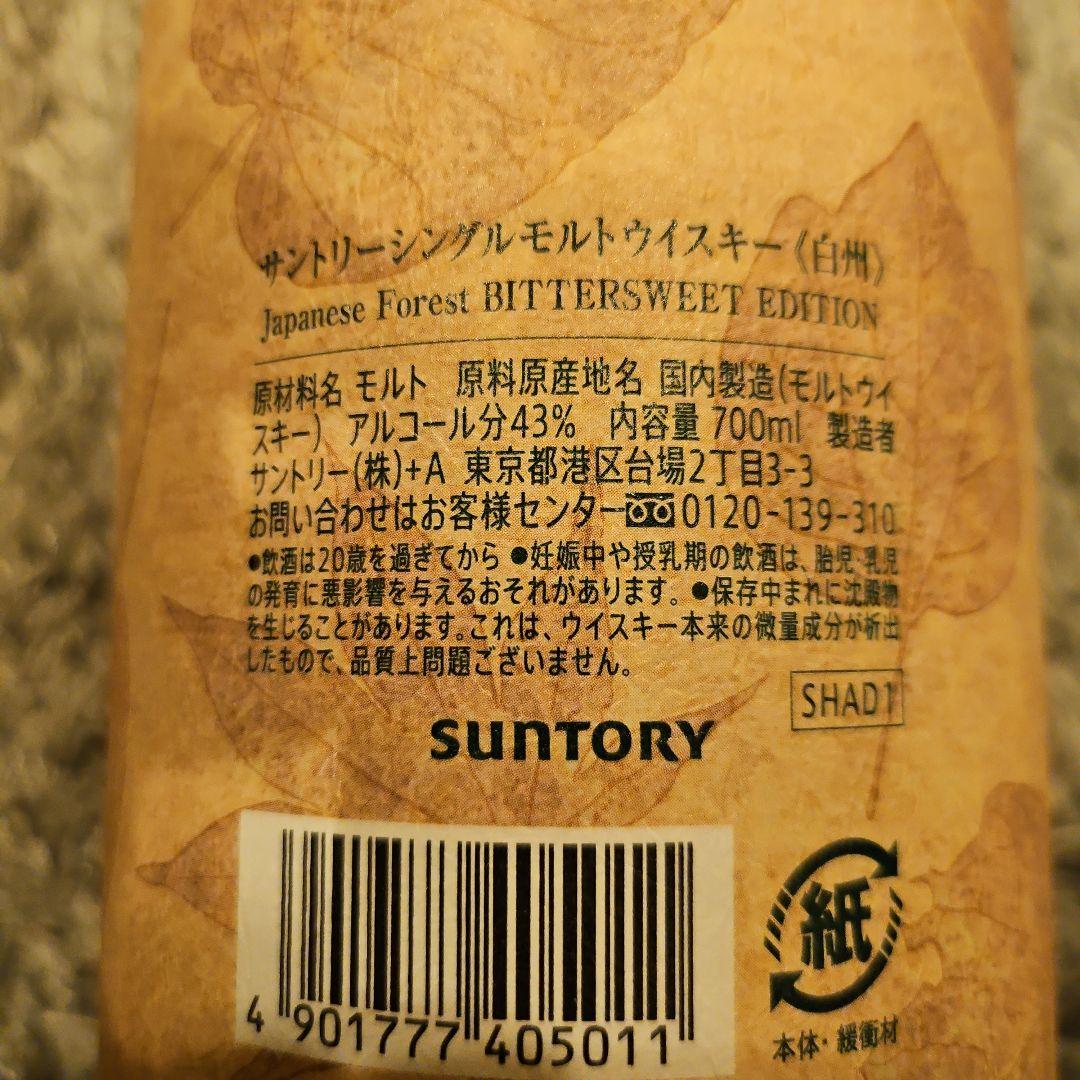 サントリーシングルモルトウイスキー《白州》
Japanese Forest BITTERSWEET EDITION
原材料名 モルト 原料原産地名 国内製造(モルトウイ
スキー) アルコール分43% 内容量 700ml 製造者
サントリー(株)+A 東京都港区台場2丁目3-3
お問い合わせはお客様センター 0120-139-310
●飲酒は20歳を過ぎてから ●妊娠中や授乳期の飲酒は、胎児・乳児
の発育に悪影響を与えるおそれがあります。 ●保存中まれに沈殿物
を生じることがあります。これは、ウイスキー本来の微量成分が析出
したもので、品質上問題ございません。
SHAD1
SUNTORY
4 901777 405011
紙
本体・緩衝材